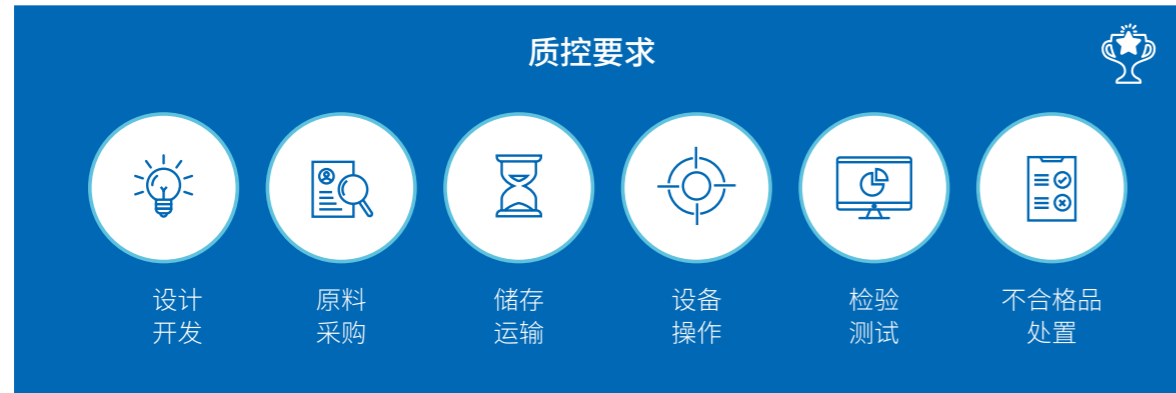 质控要求
设计
开发
原料
采购
储存
运输
设备
操作
检验
测试
不合格品
处置